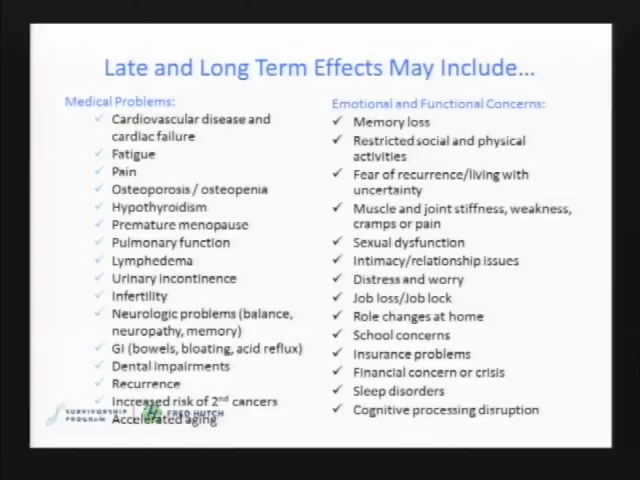 Late and Long Term Effects May Include...
Medical Problems:
✓ Cardiovascular disease and
cardiac failure
✓ Fatigue
✓ Pain
✓ Osteoporosis / osteopenia
✓ Hypothyroidism
✓ Premature menopause
✓ Pulmonary function
✓ Lymphedema
✓ Urinary incontinence
✓ Infertility
✓ Neurologic problems (balance,
neuropathy, memory)
✓ GI (bowels, bloating, acid reflux)
✓ Dental impairments
✓ Recurrence
✓ Increased risk of 2nd cancers
✓ Accelerated aging
Emotional and Functional Concerns:
✓ Memory loss
✓ Restricted social and physical
activities
✓ Fear of recurrence/living with
uncertainty
✓ Muscle and joint stiffness, weakness,
cramps or pain
✓ Sexual dysfunction
✓ Intimacy/relationship issues
✓ Distress and worry
✓ Job loss/Job lock
✓ Role changes at home
✓ School concerns
✓ Insurance problems
✓ Financial concern or crisis
✓ Sleep disorders
✓ Cognitive processing disruption
SURVIVORSHIP
PROGRAM
FRED HUTCH